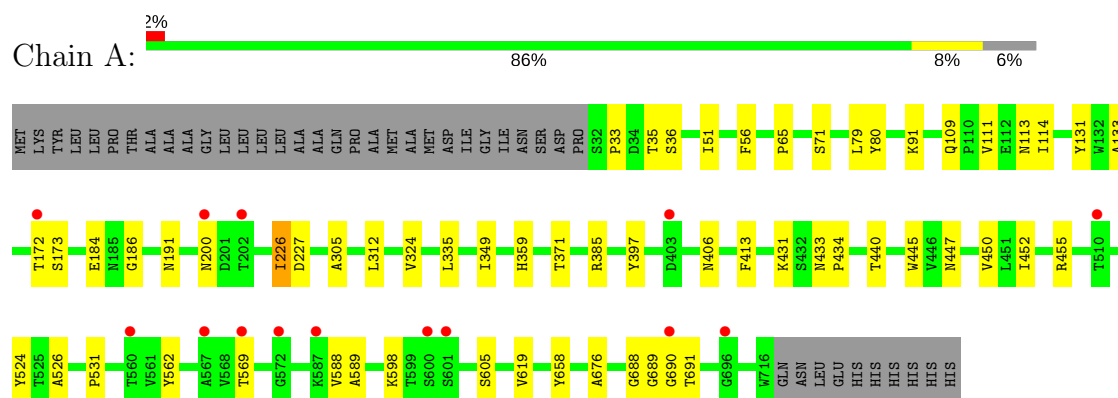 2%
Chain A:
86% 8% 6%
MET LYS TYR LEU LEU PRO THR ALA ALA ALA ALA GLY LEU LEU LEU LEU ALA ALA GLN PRO ALA MET ALA MET ASP ILE GLY ILE ASN SER ASP PRO S32 P33 D34 T35 S36 I51 F56 P65 S71 L79 Y80 K91 Q109 P110 V111 E112 N113 I114 Y131 W132 A133
T172 S173 E184 N185 G186 N191 N200 D201 T202 I226 D227 A305 L312 V324 L335 I349 H359 T371 R385 Y397 D403 N406 F413 K431 S432 N433 P434 T440 W445 V446 N447 V450 L451 I452 R455 T510
Y524 T525 A526 P531 T560 V561 Y562 A567 V568 T569 G572 K587 V588 A589 K598 T599 S600 S601 S605 V619 Y658 A676 G688 G689 G690 T691 G696 W716 GLN ASN LEU GLU HIS HIS HIS HIS HIS HIS